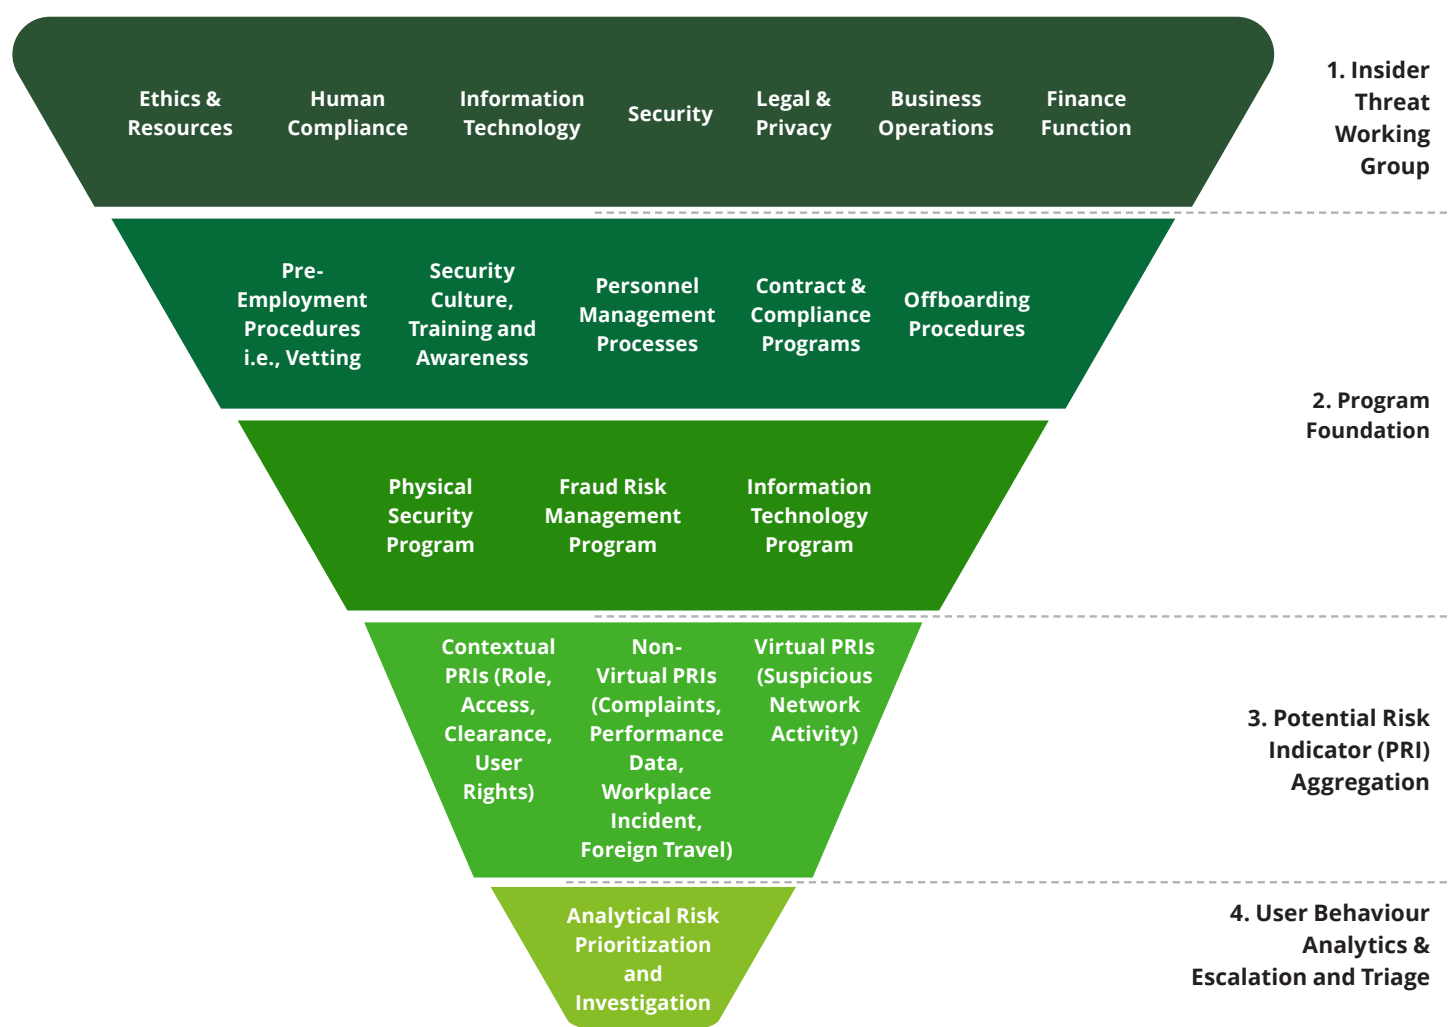 Ethics &
Resources
Human
Compliance
Information
Technology
Security
Legal &
Privacy
Business
Operations
Finance
Function
1. Insider
Threat
Working
Group
Pre-
Employment
Procedures
i.e., Vetting
Security
Culture,
Training and
Awareness
Personnel
Management
Processes
Contract &
Compliance
Programs
Offboarding
Procedures
2. Program
Foundation
Physical
Security
Program
Fraud Risk
Management
Program
Information
Technology
Program
Contextual
PRIs (Role,
Access,
Clearance,
User
Rights)
Non-
Virtual PRIs
(Complaints,
Performance
Data,
Workplace
Incident,
Foreign Travel)
Virtual PRIs
(Suspicious
Network
Activity)
3. Potential Risk
Indicator (PRI)
Aggregation
Analytical Risk
Prioritization
and
Investigation
4. User Behaviour
Analytics &
Escalation and Triage